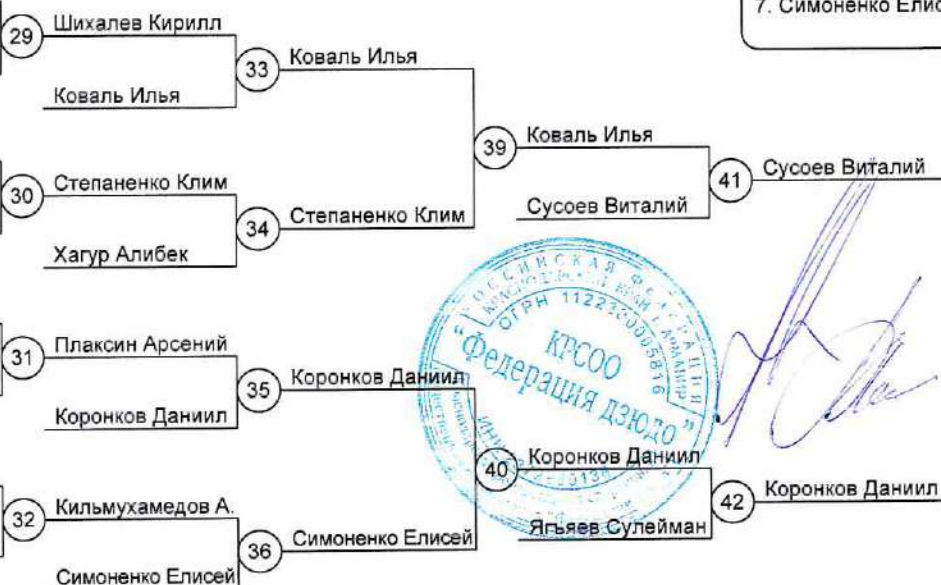 7. Симоненко Елис
29 Шихалев Кирилл
33 Коваль Илья
Коваль Илья
39 Коваль Илья
30 Степаненко Клим
41 Сусоев Виталий
Сусоев Виталий
34 Степаненко Клим
Хагур Алибек
РОССИЙСКАЯ ФЕДЕРАЦИЯ
ОГРН
КРСОО
"Федерация дзюдо"
31 Плаксин Арсений
35 Коронков Даниил
Коронков Даниил
40 Коронков Даниил
42 Коронков Даниил
32 Кильмухамедов А.
Ягъяев Сулейман
36 Симоненко Елисей
Симоненко Елисей